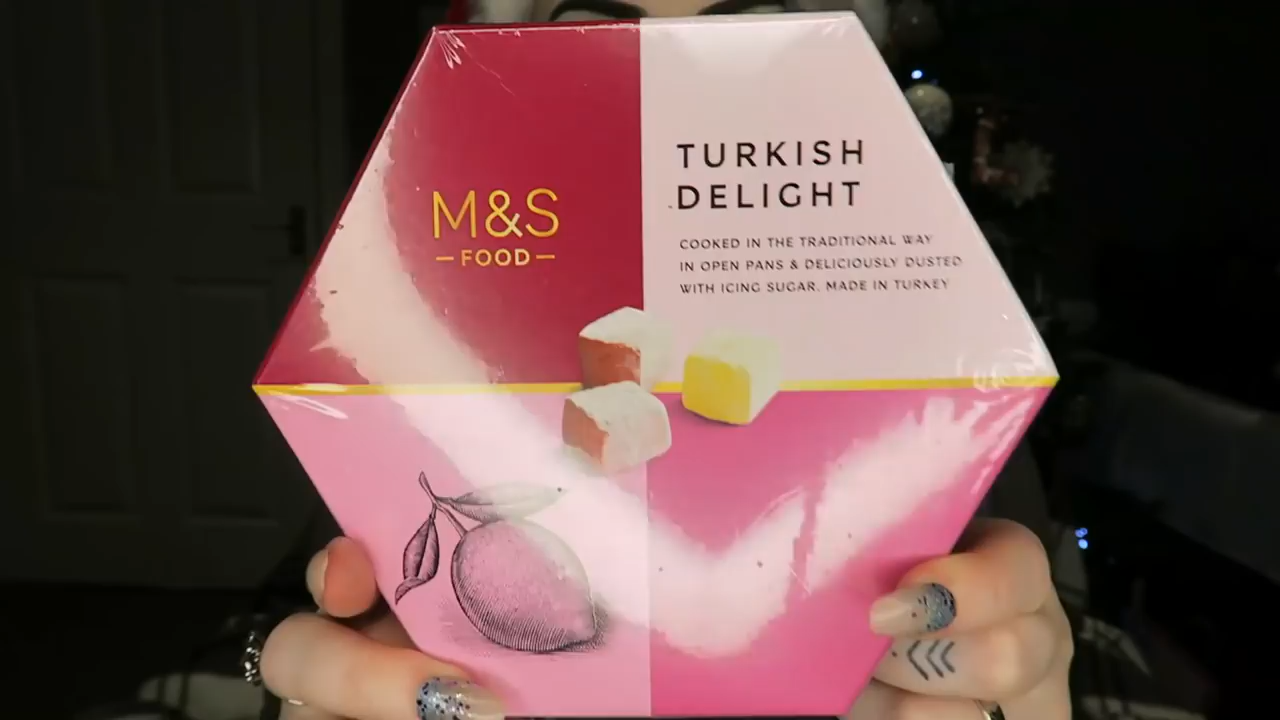 M&S
FOOD
TURKISH
DELIGHT
COOKED IN THE TRADITIONAL WAY
IN OPEN PANS & DELICIOUSLY DUSTED
WITH ICING SUGAR. MADE IN TURKEY